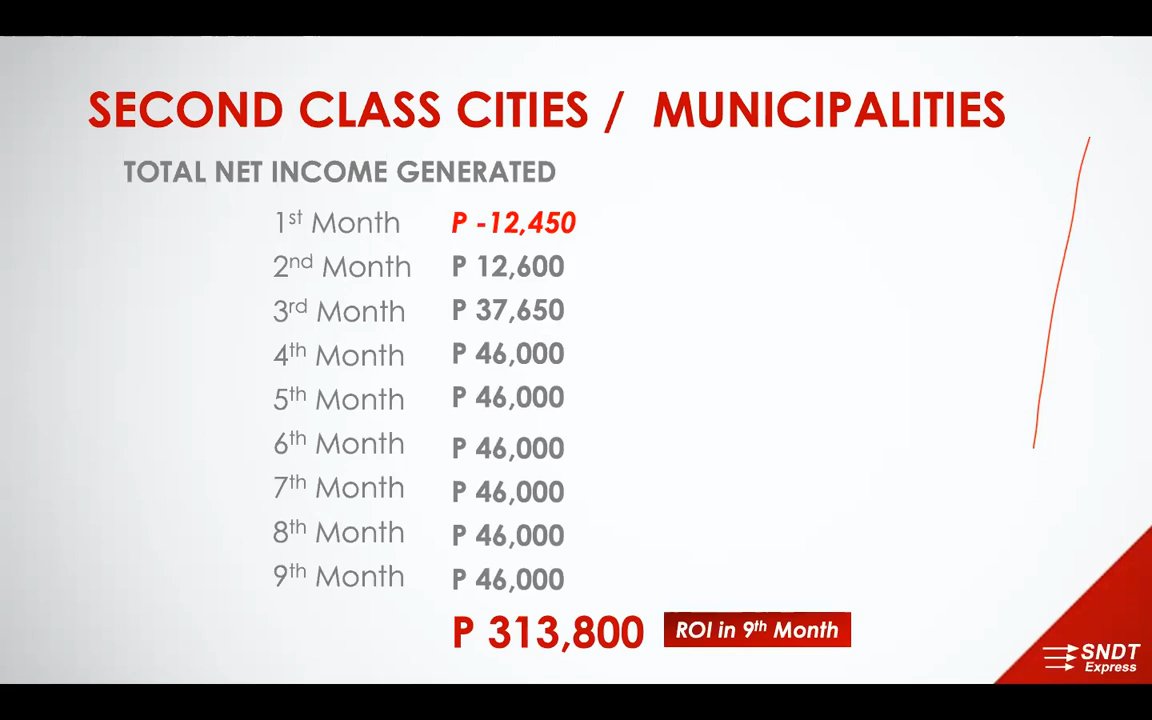 SECOND CLASS CITIES / MUNICIPALITIES
TOTAL NET INCOME GENERATED
1st Month P -12,450
2nd Month P 12,600
3rd Month P 37,650
4th Month P 46,000
5th Month P 46,000
6th Month P 46,000
7th Month P 46,000
8th Month P 46,000
9th Month P 46,000
P 313,800 ROI in 9th Month
SNDT
Express